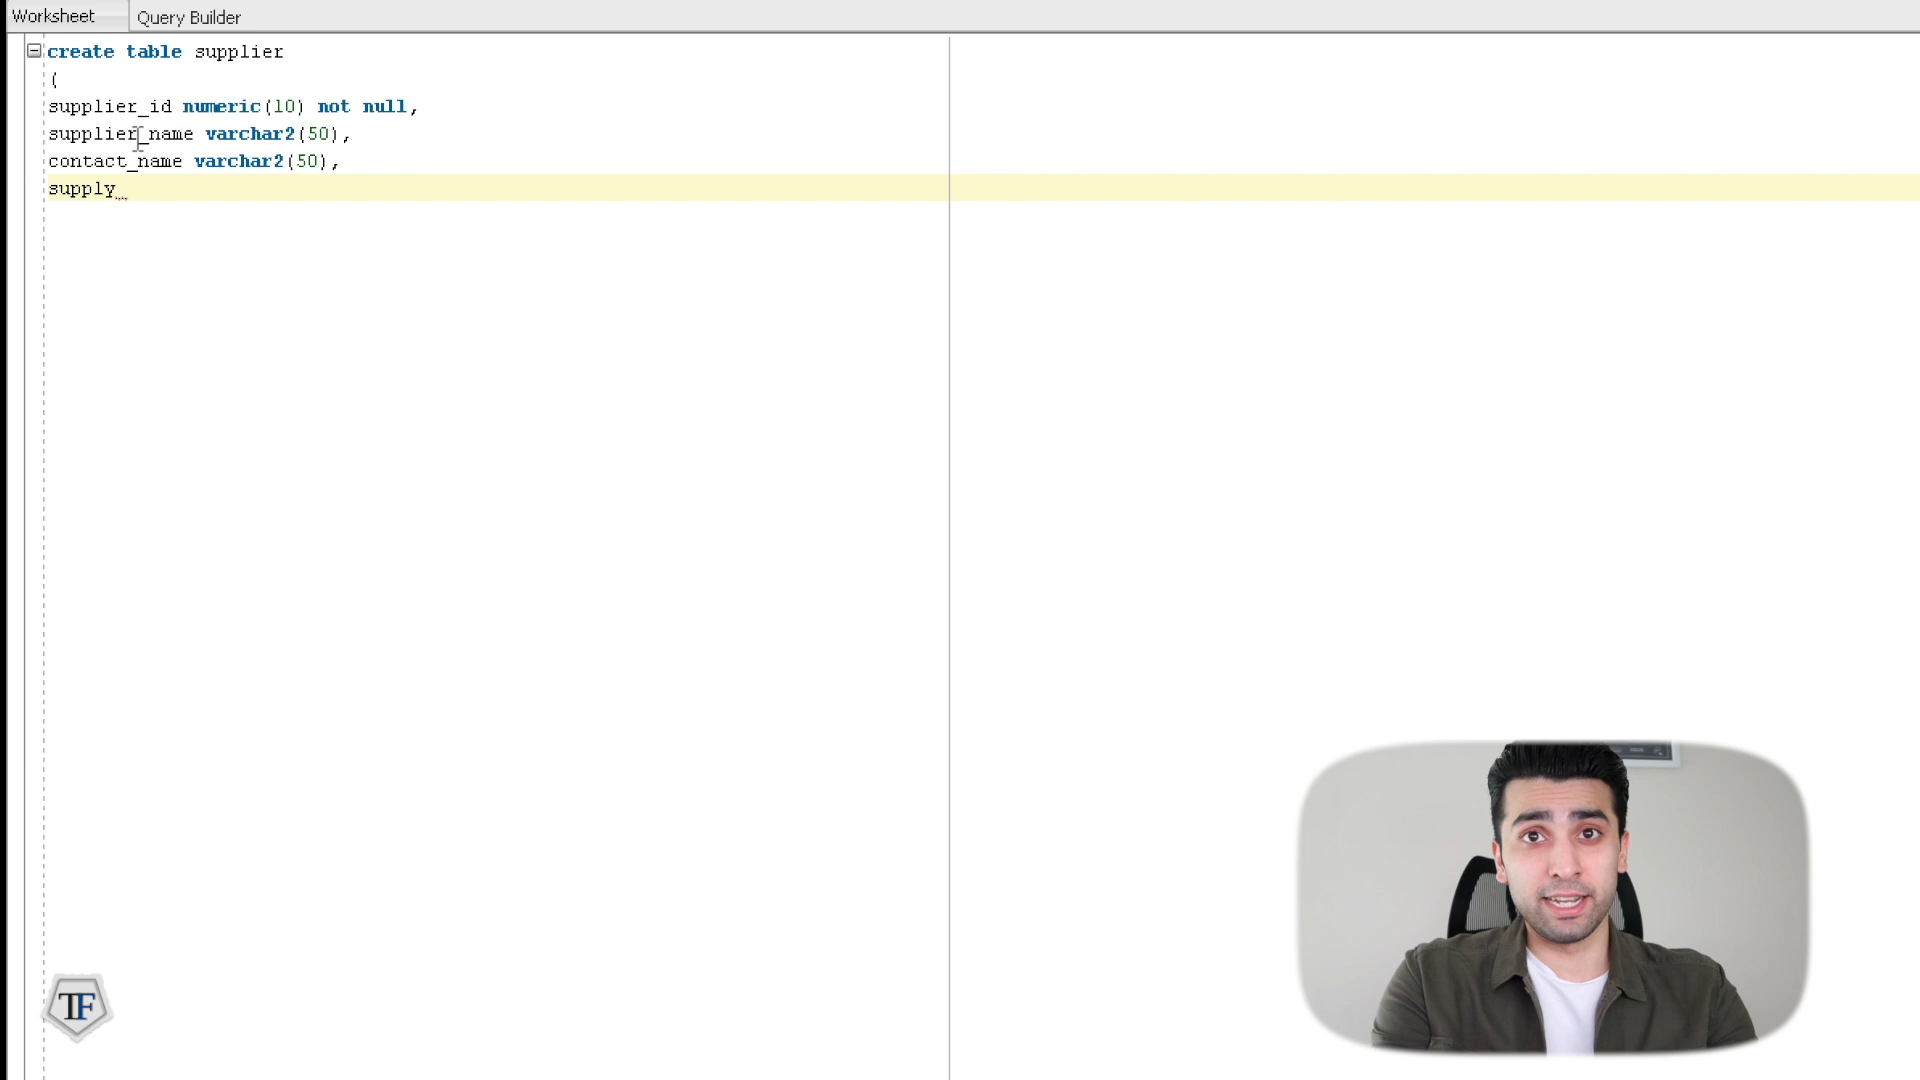 Worksheet
Query Builder
create table supplier
(
supplier_id numeric(10) not null,
supplier_name varchar2(50),
contact_name varchar2(50),
supply
TF